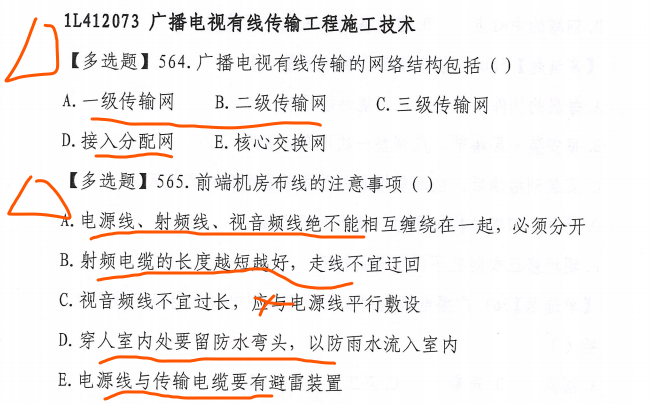 1L412073 广播电视有线传输工程施工技术
【多选题】564.广播电视有线传输的网络结构包括()
A.一级传输网 B.二级传输网 C.三级传输网
D.接入分配网 E.核心交换网
【多选题】565.前端机房布线的注意事项()
A.电源线、射频线、视音频线绝不能相互缠绕在一起，必须分开
B.射频电缆的长度越短越好，走线不宜迂回
C.视音频线不宜过长，应与电源线平行敷设
D.穿人室内处要留防水弯头，以防雨水流入室内
E.电源线与传输电缆要有避雷装置